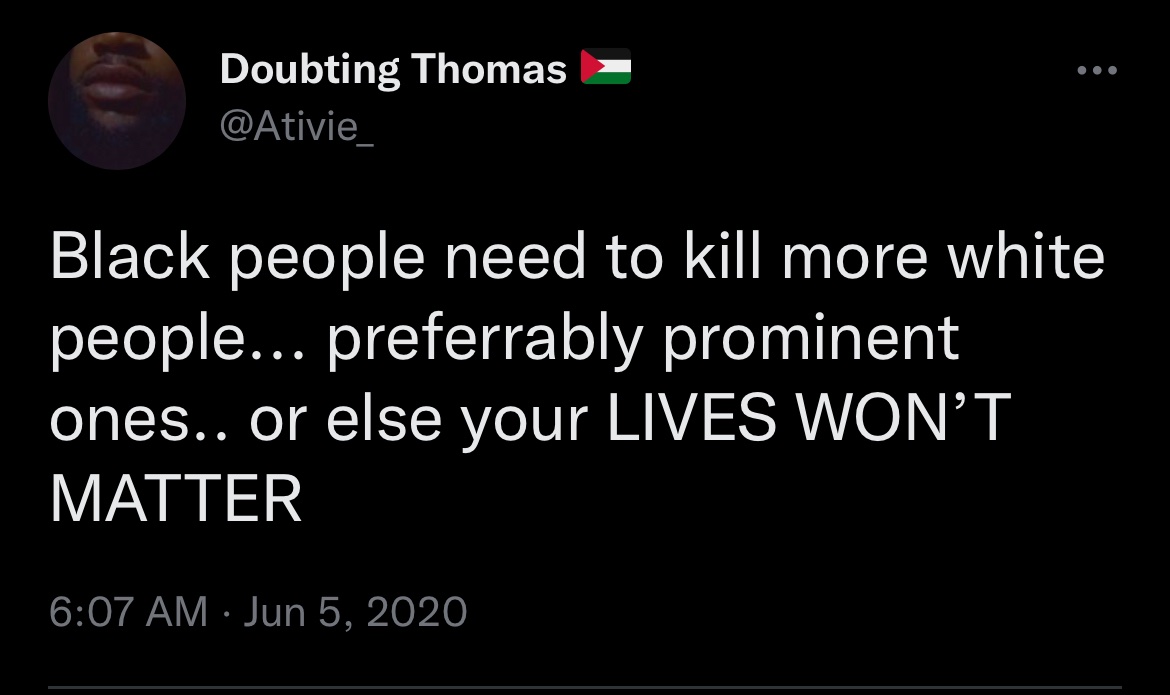 Doubting Thomas 🇵🇸
@Ativie_
Black people need to kill more white
people... preferrably prominent
ones.. or else your LIVES WON’T
MATTER
6:07 AM · Jun 5, 2020